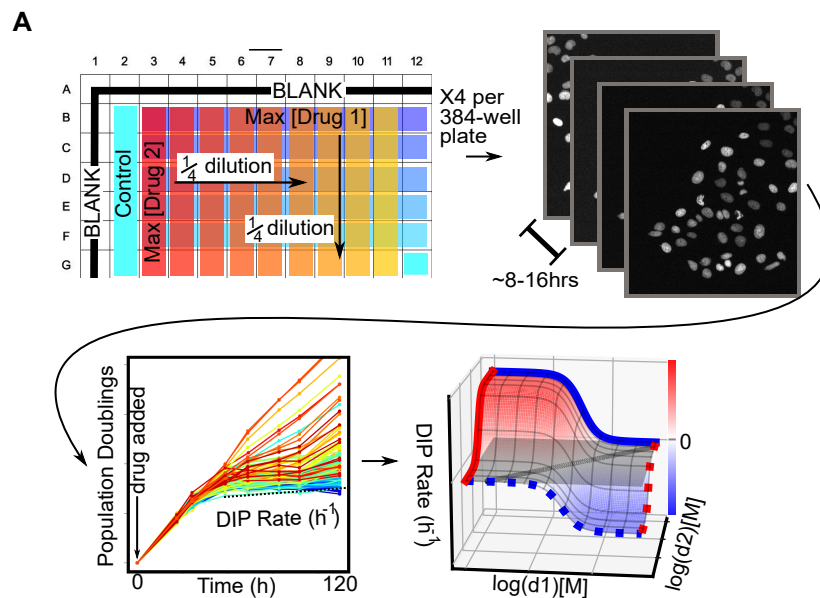 A
1 2 3 4 5 6 7 8 9 10 11 12
A
B
C
D
E
F
G
BLANK
BLANK
Control
Max [Drug 2]
Max [Drug 1]
1/4 dilution
1/4 dilution
X4 per
384-well
plate
~8-16hrs
Population Doublings
drug added
DIP Rate (h⁻¹)
0
Time (h)
120
DIP Rate (h⁻¹)
0
log(d1)[M]
log(d2)[M]